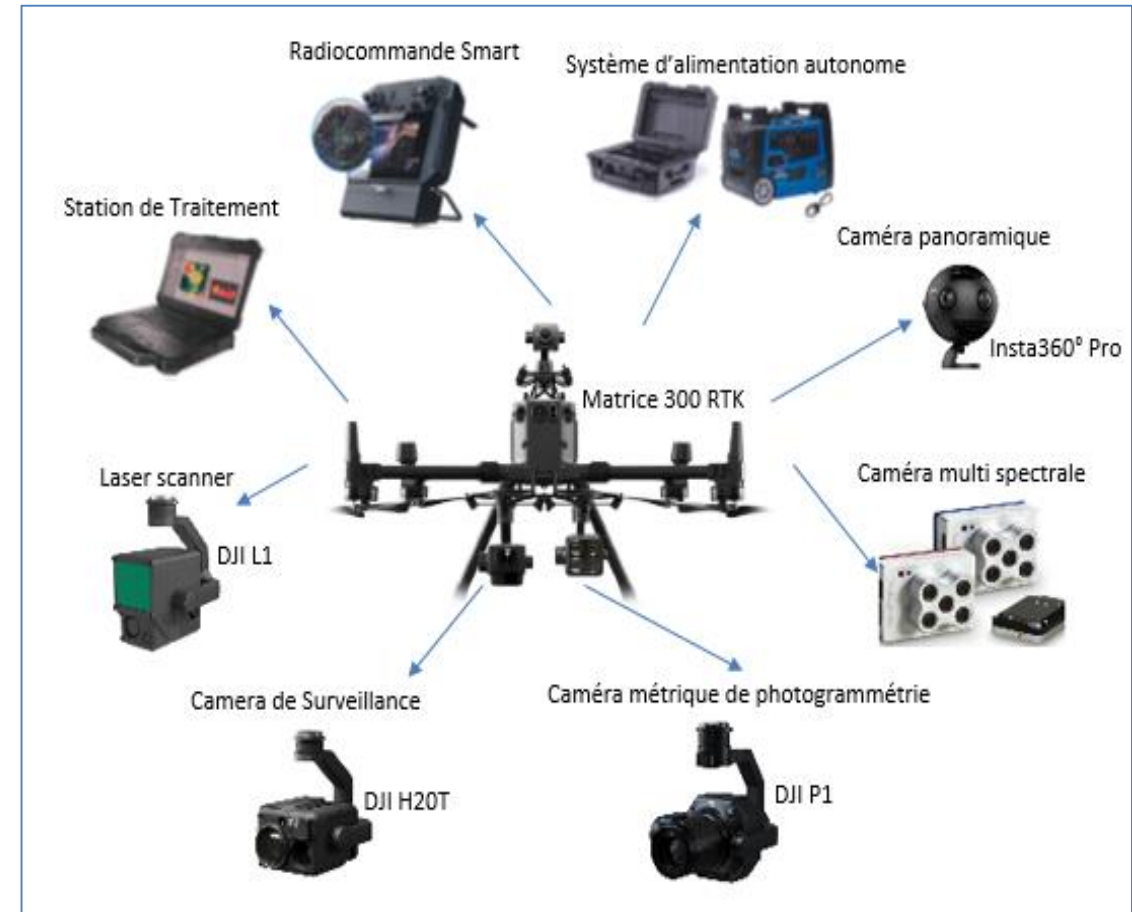 Radiocommande Smart
Système d’alimentation autonome
Station de Traitement
Caméra panoramique
Insta360° Pro
Matrice 300 RTK
Laser scanner
DJI L1
Caméra multi spectrale
Camera de Surveillance
DJI H20T
Caméra métrique de photogrammétrie
DJI P1